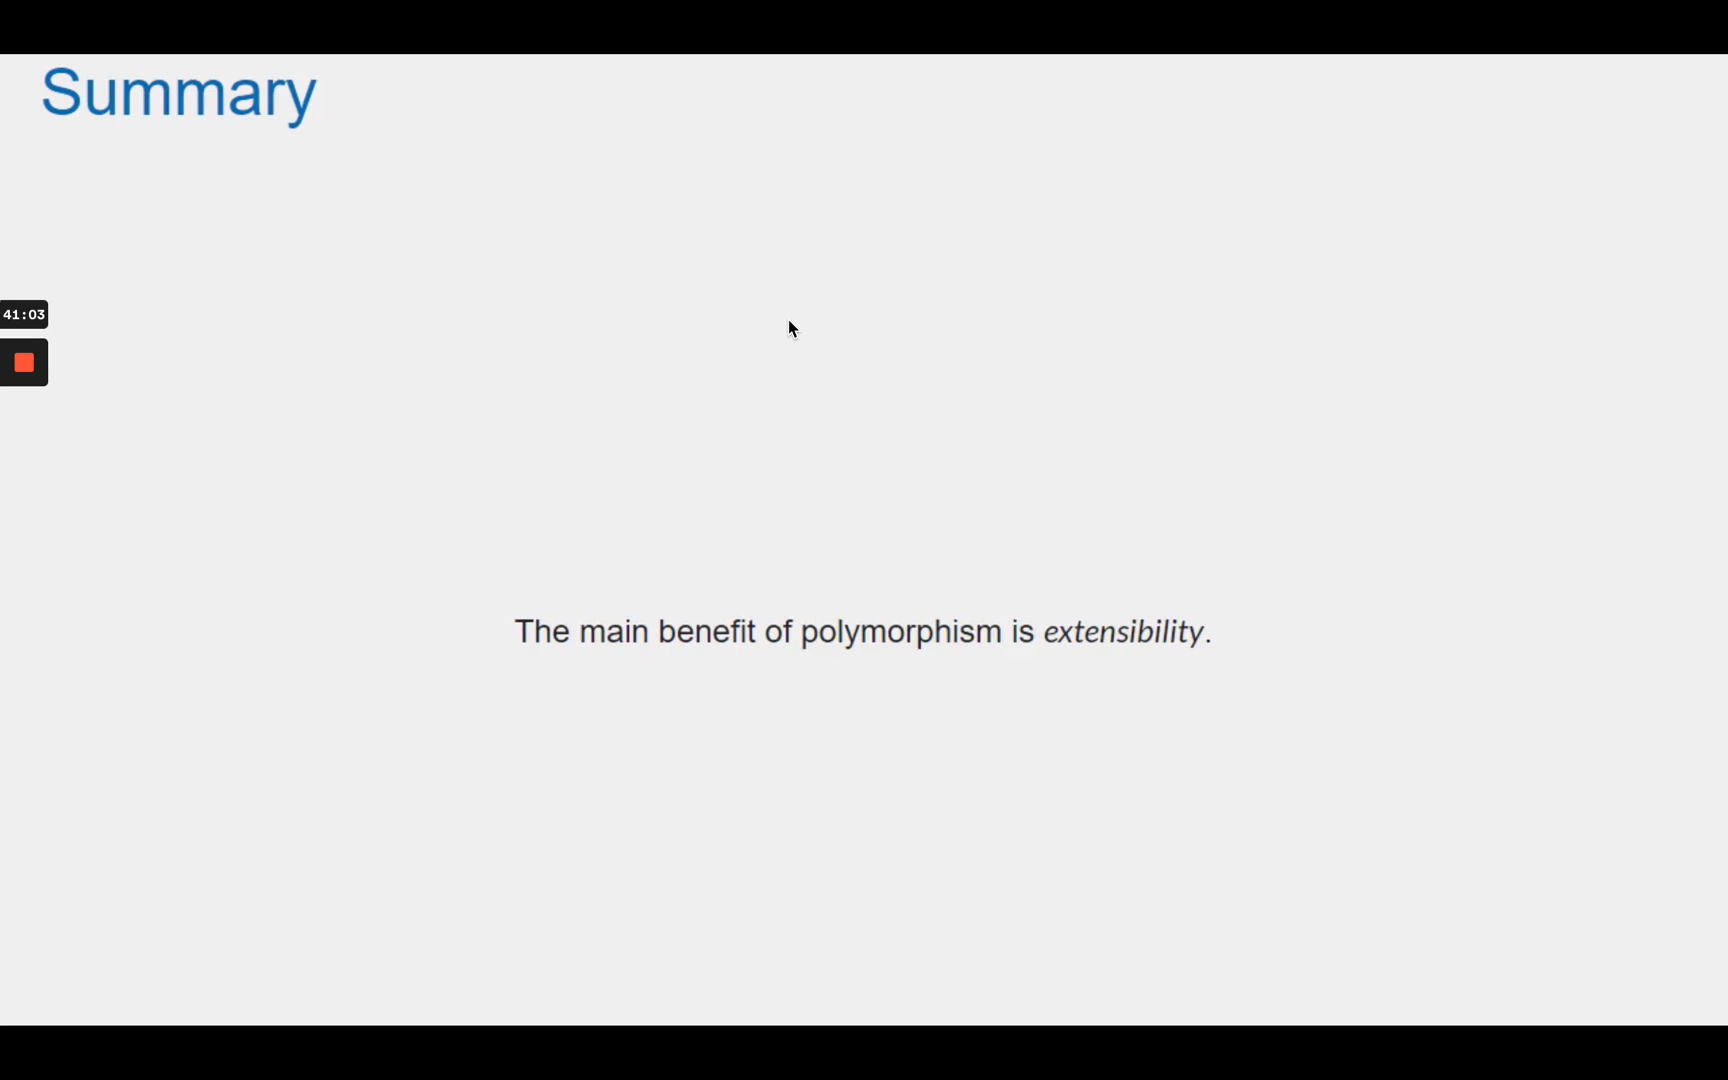 Summary
41:03
The main benefit of polymorphism is extensibility.